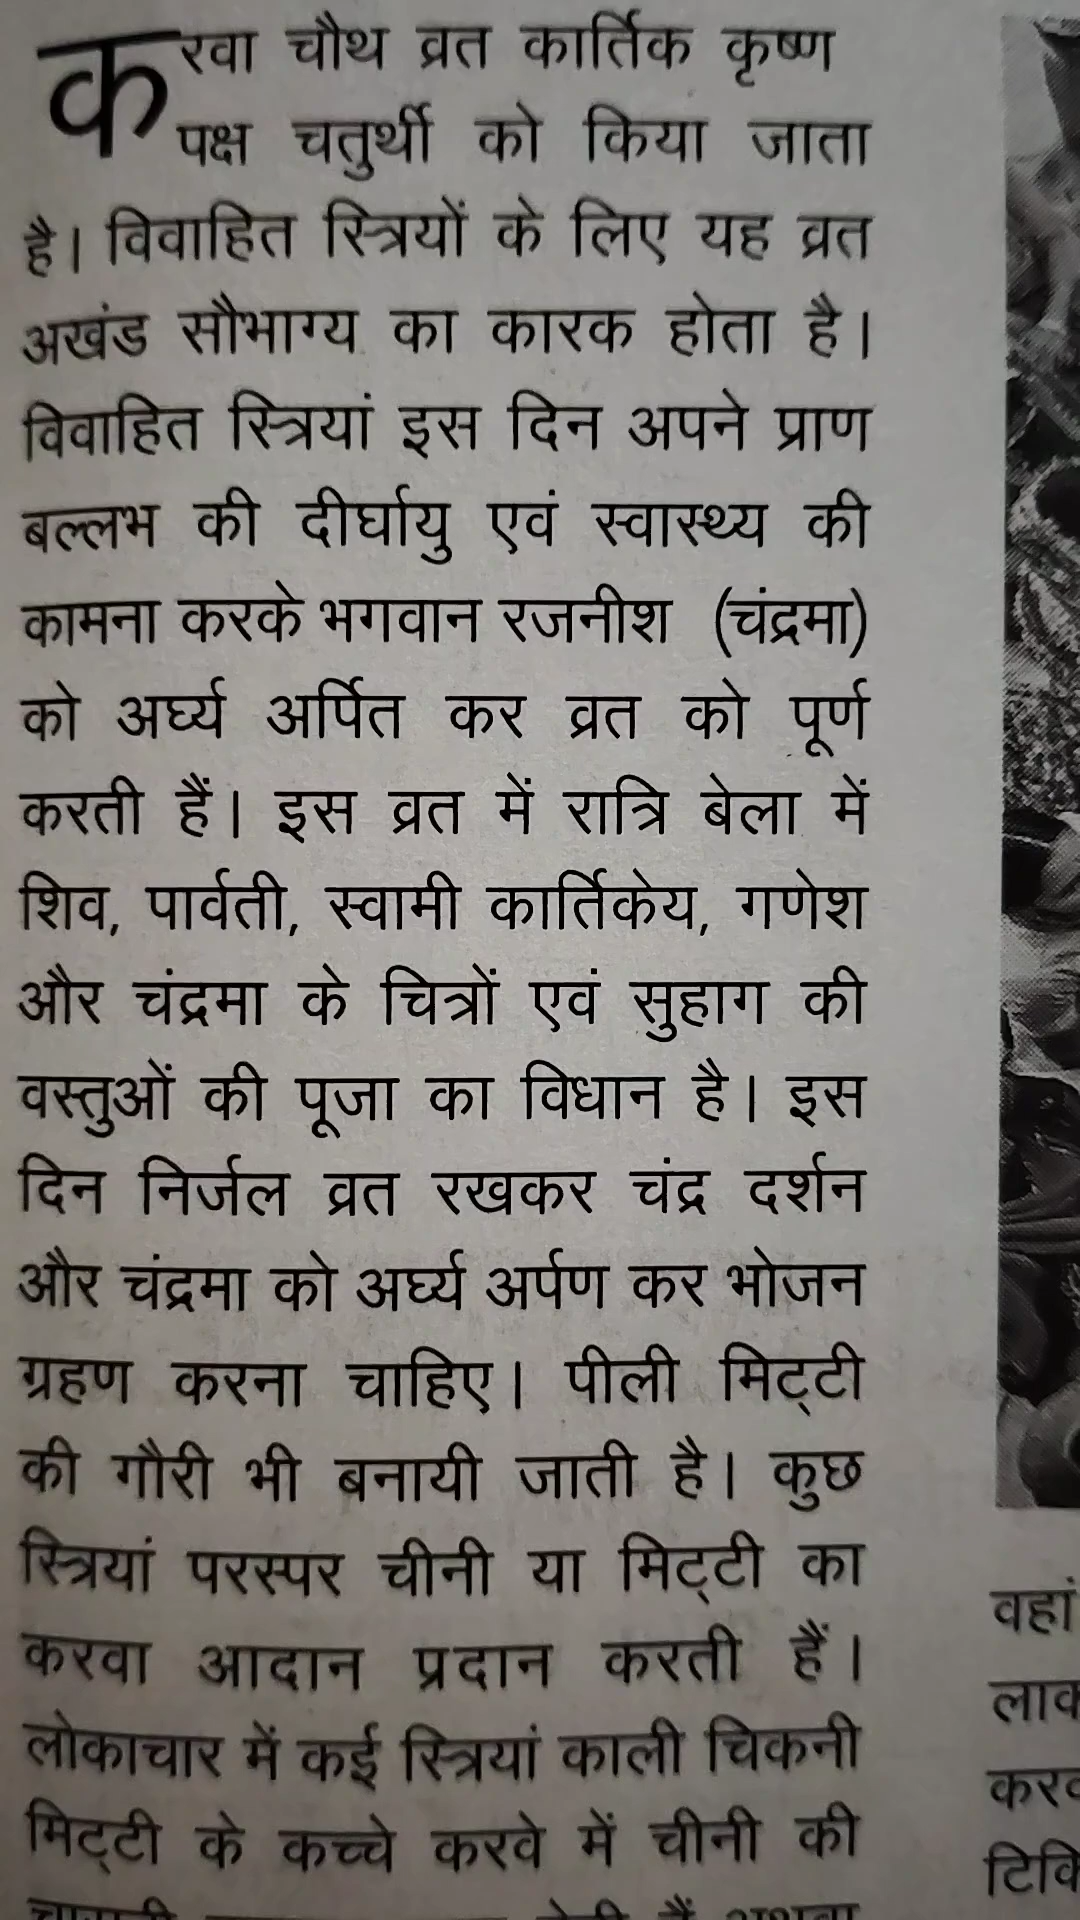 करवा चौथ व्रत कार्तिक कृष्ण
पक्ष चतुर्थी को किया जाता
है। विवाहित स्त्रियों के लिए यह व्रत
अखंड सौभाग्य का कारक होता है।
विवाहित स्त्रियां इस दिन अपने प्राण
बल्लभ की दीर्घायु एवं स्वास्थ्य की
कामना करके भगवान रजनीश (चंद्रमा)
को अर्घ्य अर्पित कर व्रत को पूर्ण
करती हैं। इस व्रत में रात्रि बेला में
शिव, पार्वती, स्वामी कार्तिकेय, गणेश
और चंद्रमा के चित्रों एवं सुहाग की
वस्तुओं की पूजा का विधान है। इस
दिन निर्जल व्रत रखकर चंद्र दर्शन
और चंद्रमा को अर्घ्य अर्पण कर भोजन
ग्रहण करना चाहिए। पीली मिट्टी
की गौरी भी बनायी जाती है। कुछ
स्त्रियां परस्पर चीनी या मिट्टी का
करवा आदान प्रदान करती हैं।
लोकाचार में कई स्त्रियां काली चिकनी
मिट्टी के कच्चे करवे में चीनी की
वहां